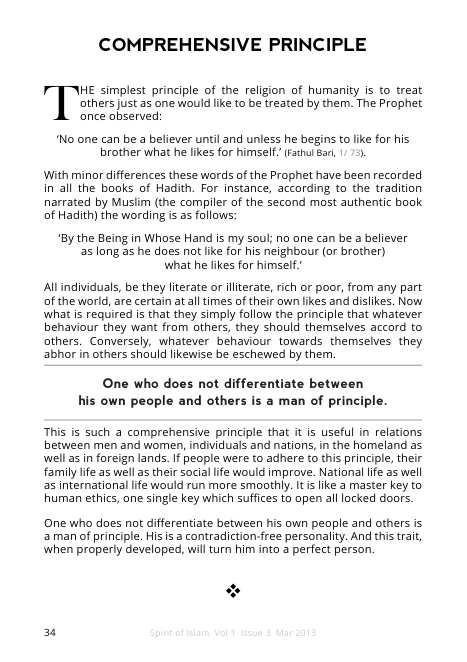 COMPREHENSIVE PRINCIPLE
THE simplest principle of the religion of humanity is to treat
others just as one would like to be treated by them. The Prophet
once observed:
‘No one can be a believer until and unless he begins to like for his
brother what he likes for himself.’ (Fathul Bari, 1/ 73).
With minor differences these words of the Prophet have been recorded
in all the books of Hadith. For instance, according to the tradition
narrated by Muslim (the compiler of the second most authentic book
of Hadith) the wording is as follows:
‘By the Being in Whose Hand is my soul; no one can be a believer
as long as he does not like for his neighbour (or brother)
what he likes for himself.’
All individuals, be they literate or illiterate, rich or poor, from any part
of the world, are certain at all times of their own likes and dislikes. Now
what is required is that they simply follow the principle that whatever
behaviour they want from others, they should themselves accord to
others. Conversely, whatever behaviour towards themselves they
abhor in others should likewise be eschewed by them.
One who does not differentiate between
his own people and others is a man of principle.
This is such a comprehensive principle that it is useful in relations
between men and women, individuals and nations, in the homeland as
well as in foreign lands. If people were to adhere to this principle, their
family life as well as their social life would improve. National life as well
as international life would run more smoothly. It is like a master key to
human ethics, one single key which suffices to open all locked doors.
One who does not differentiate between his own people and others is
a man of principle. His is a contradiction-free personality. And this trait,
when properly developed, will turn him into a perfect person.
34 Spirit of Islam Vol 1 Issue 3 Mar 2013